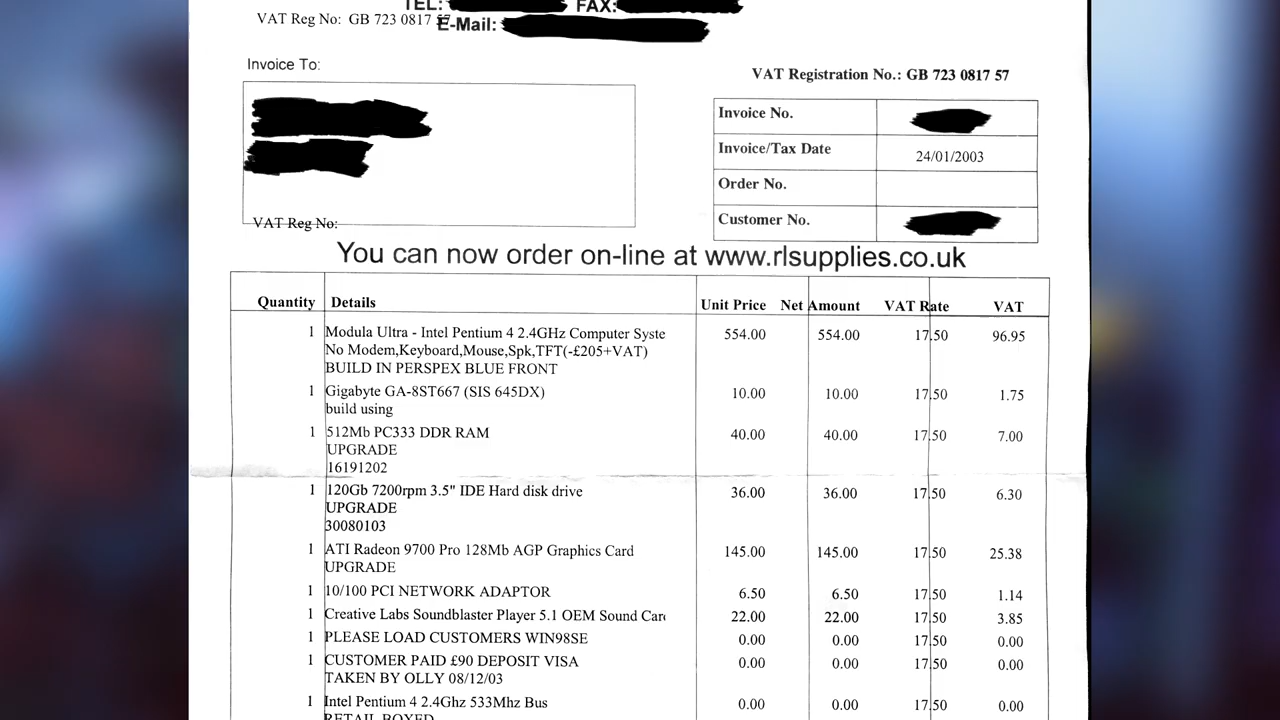 TEL: FAX:
VAT Reg No: GB 723 0817 57
E-Mail:
Invoice To:
VAT Registration No.: GB 723 0817 57
Invoice No.
Invoice/Tax Date 24/01/2003
Order No.
Customer No.
VAT Reg No:
You can now order on-line at www.rlsupplies.co.uk
Quantity Details Unit Price Net Amount VAT Rate VAT
1 Modula Ultra - Intel Pentium 4 2.4GHz Computer Syste 554.00 554.00 17.50 96.95
No Modem,Keyboard,Mouse,Spk,TFT(-£205+VAT)
BUILD IN PERSPEX BLUE FRONT
1 Gigabyte GA-8ST667 (SIS 645DX) 10.00 10.00 17.50 1.75
build using
1 512Mb PC333 DDR RAM 40.00 40.00 17.50 7.00
UPGRADE
16191202
1 120Gb 7200rpm 3.5" IDE Hard disk drive 36.00 36.00 17.50 6.30
UPGRADE
30080103
1 ATI Radeon 9700 Pro 128Mb AGP Graphics Card 145.00 145.00 17.50 25.38
UPGRADE
1 10/100 PCI NETWORK ADAPTOR 6.50 6.50 17.50 1.14
1 Creative Labs Soundblaster Player 5.1 OEM Sound Card 22.00 22.00 17.50 3.85
1 PLEASE LOAD CUSTOMERS WIN98SE 0.00 0.00 17.50 0.00
1 CUSTOMER PAID £90 DEPOSIT VISA 0.00 0.00 17.50 0.00
TAKEN BY OLLY 08/12/03
1 Intel Pentium 4 2.4Ghz 533Mhz Bus 0.00 0.00 17.50 0.00
RETAIL BOXED